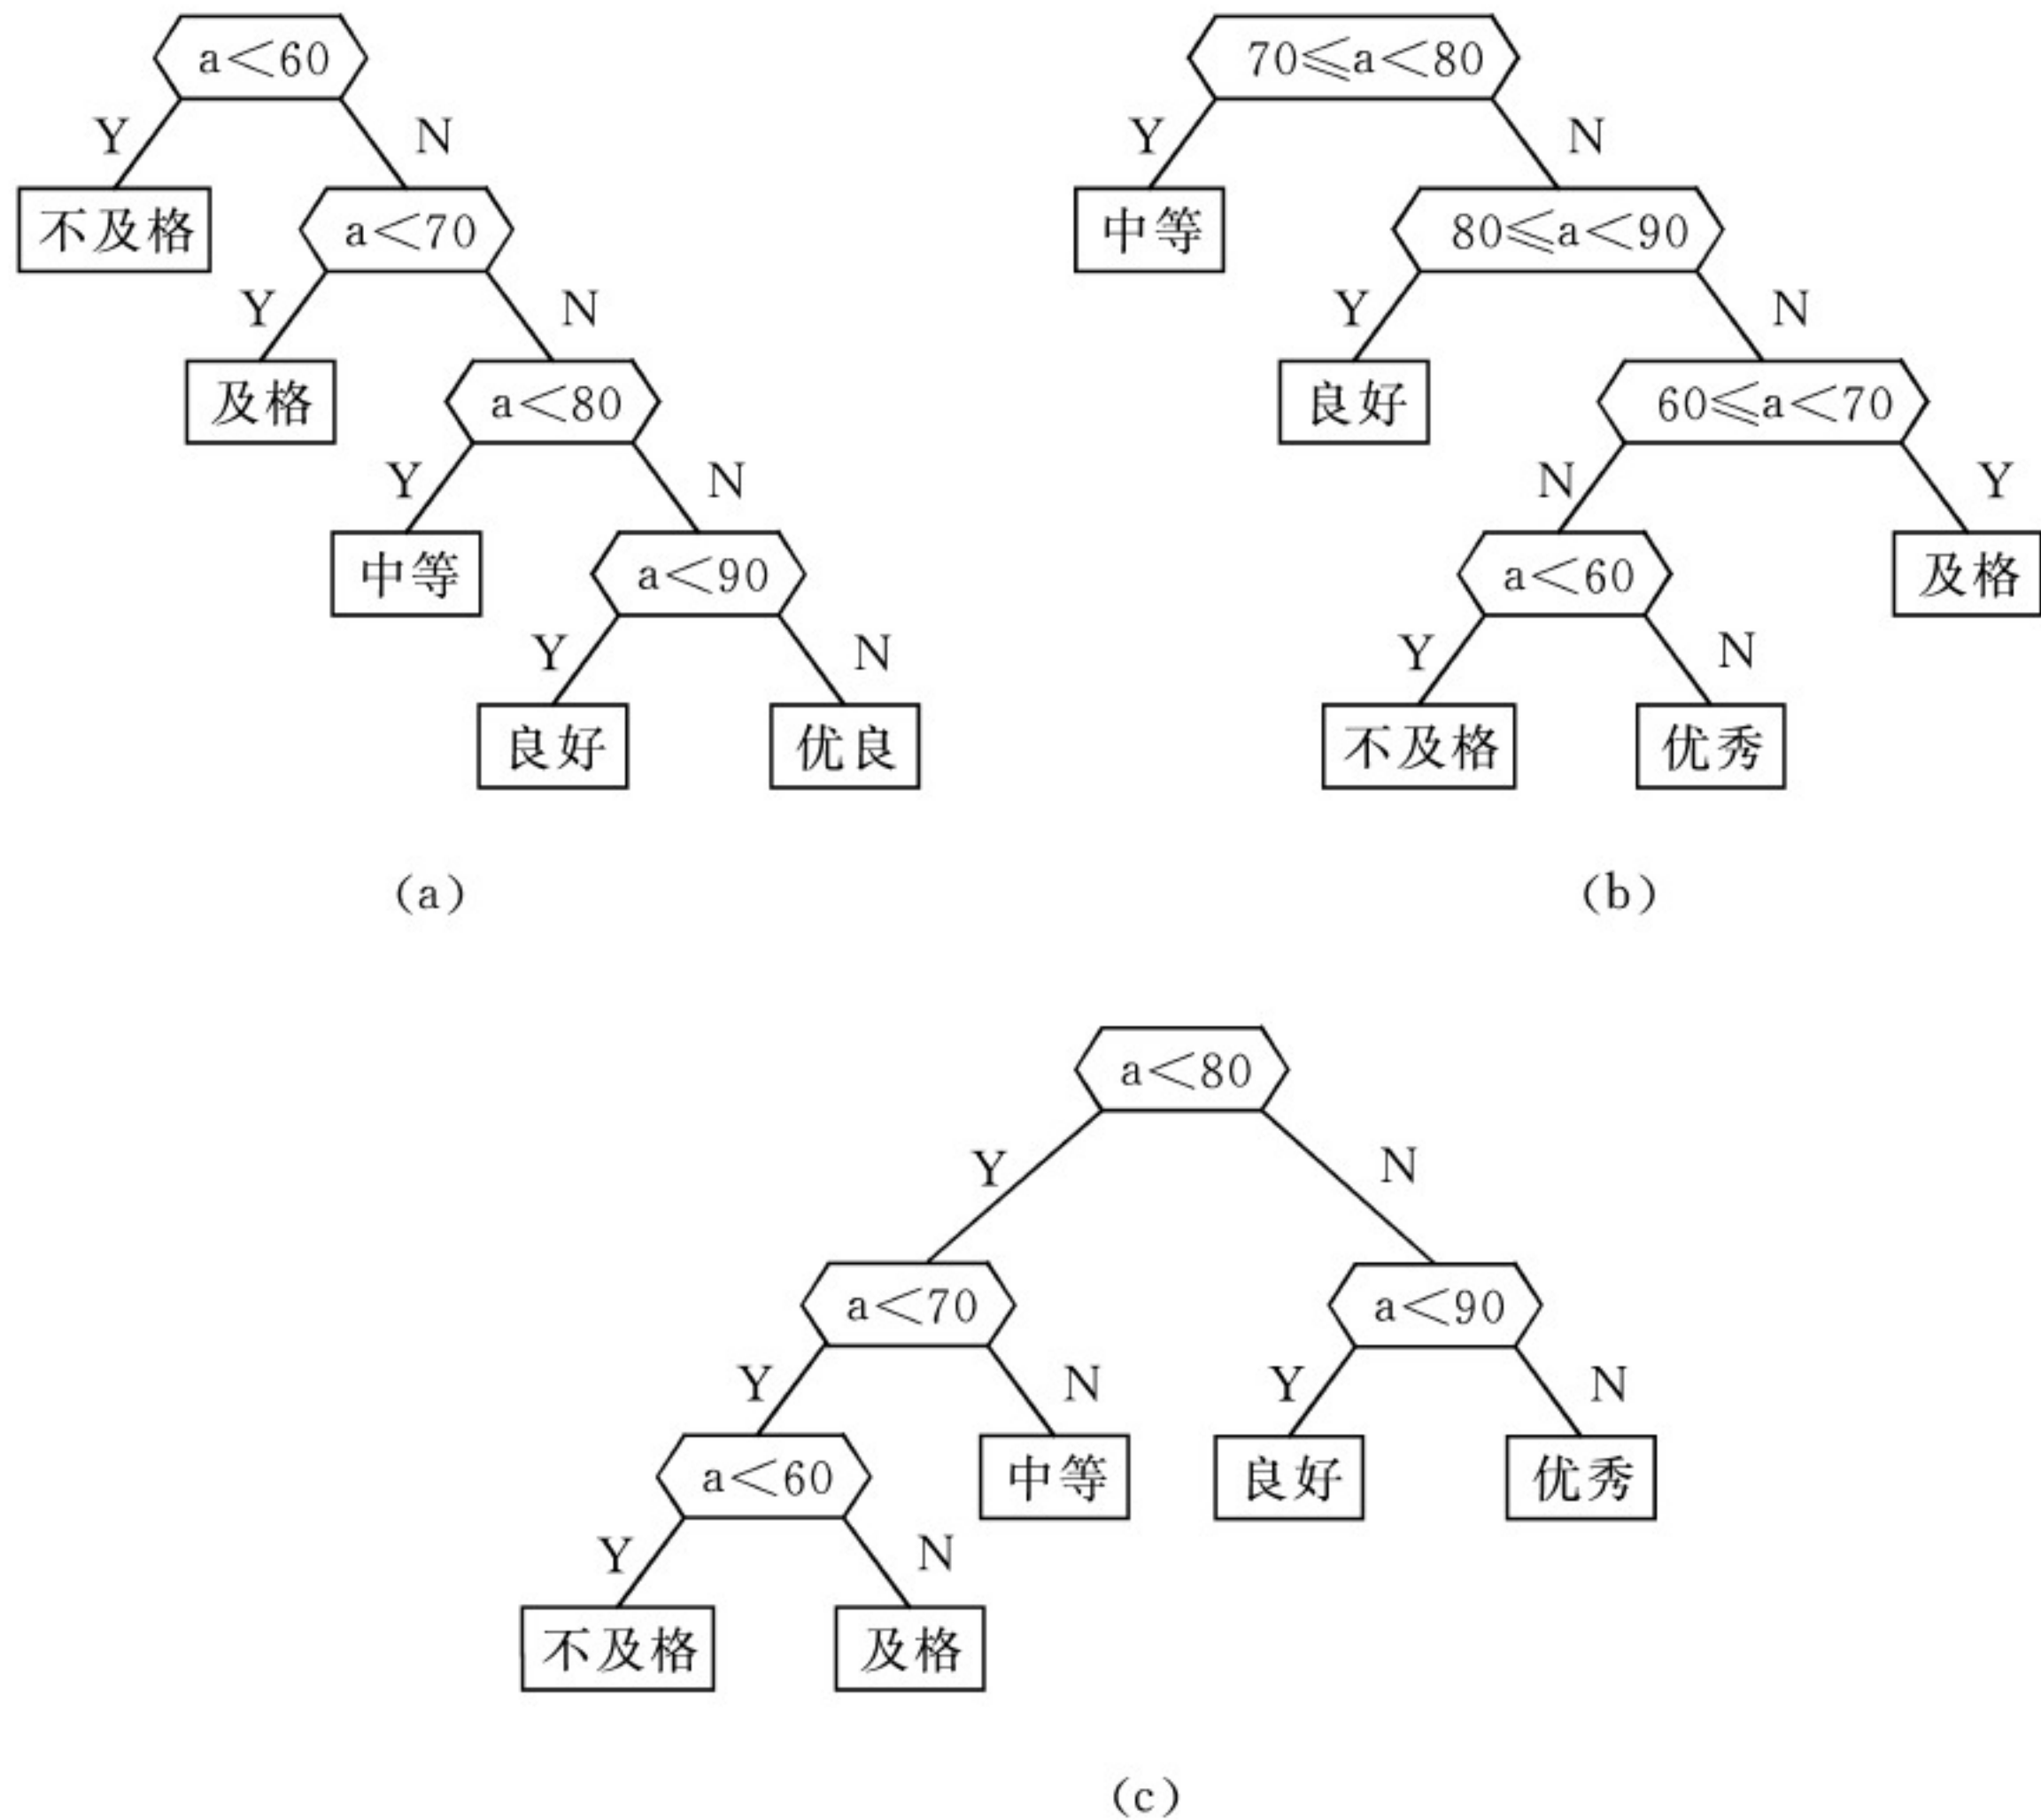 a<60
Y N
不及格 a<70
Y N
及格 a<80
Y N
中等 a<90
Y N
良好 优良
(a)
70≤a<80
Y N
中等 80≤a<90
Y N
良好 60≤a<70
N Y
a<60 及格
Y N
不及格 优秀
(b)
a<80
Y N
a<70 a<90
Y N Y N
a<60 中等 良好 优秀
Y N
不及格 及格
(c)